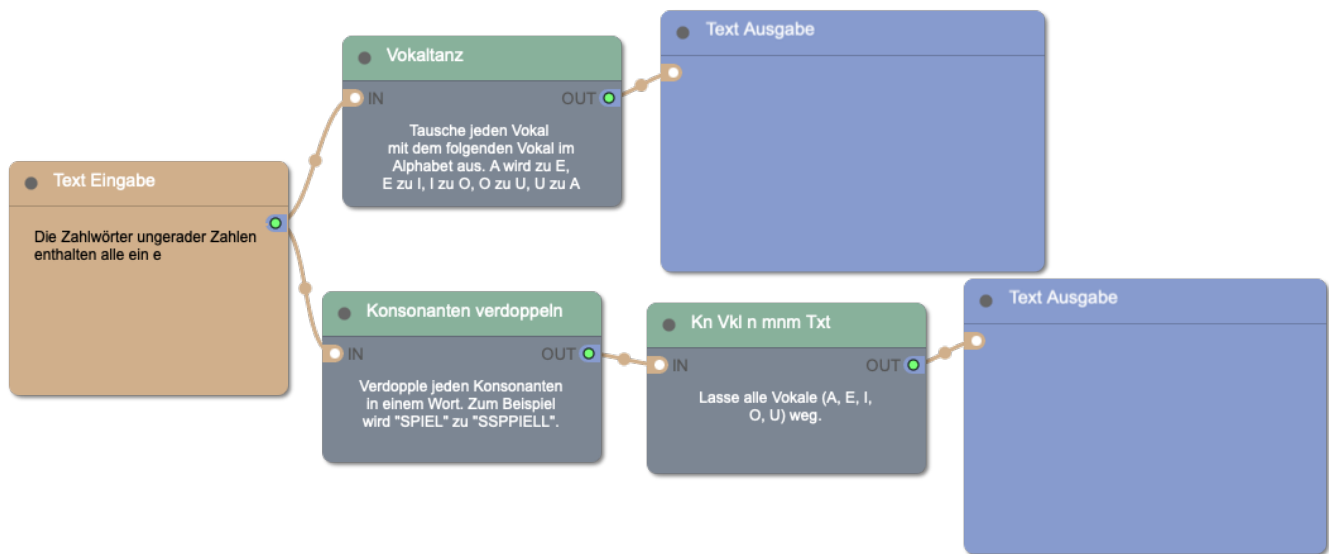 Text Eingabe
Die Zahlwörter ungerader Zahlen
enthalten alle ein e
Vokaltanz
IN OUT
Tausche jeden Vokal
mit dem folgenden Vokal im
Alphabet aus. A wird zu E,
E zu I, I zu O, O zu U, U zu A
Text Ausgabe
Konsonanten verdoppeln
IN OUT
Verdopple jeden Konsonanten
in einem Wort. Zum Beispiel
wird "SPIEL" zu "SSPPIELL".
Kn Vkl n mnm Txt
IN OUT
Lasse alle Vokale (A, E, I,
O, U) weg.
Text Ausgabe